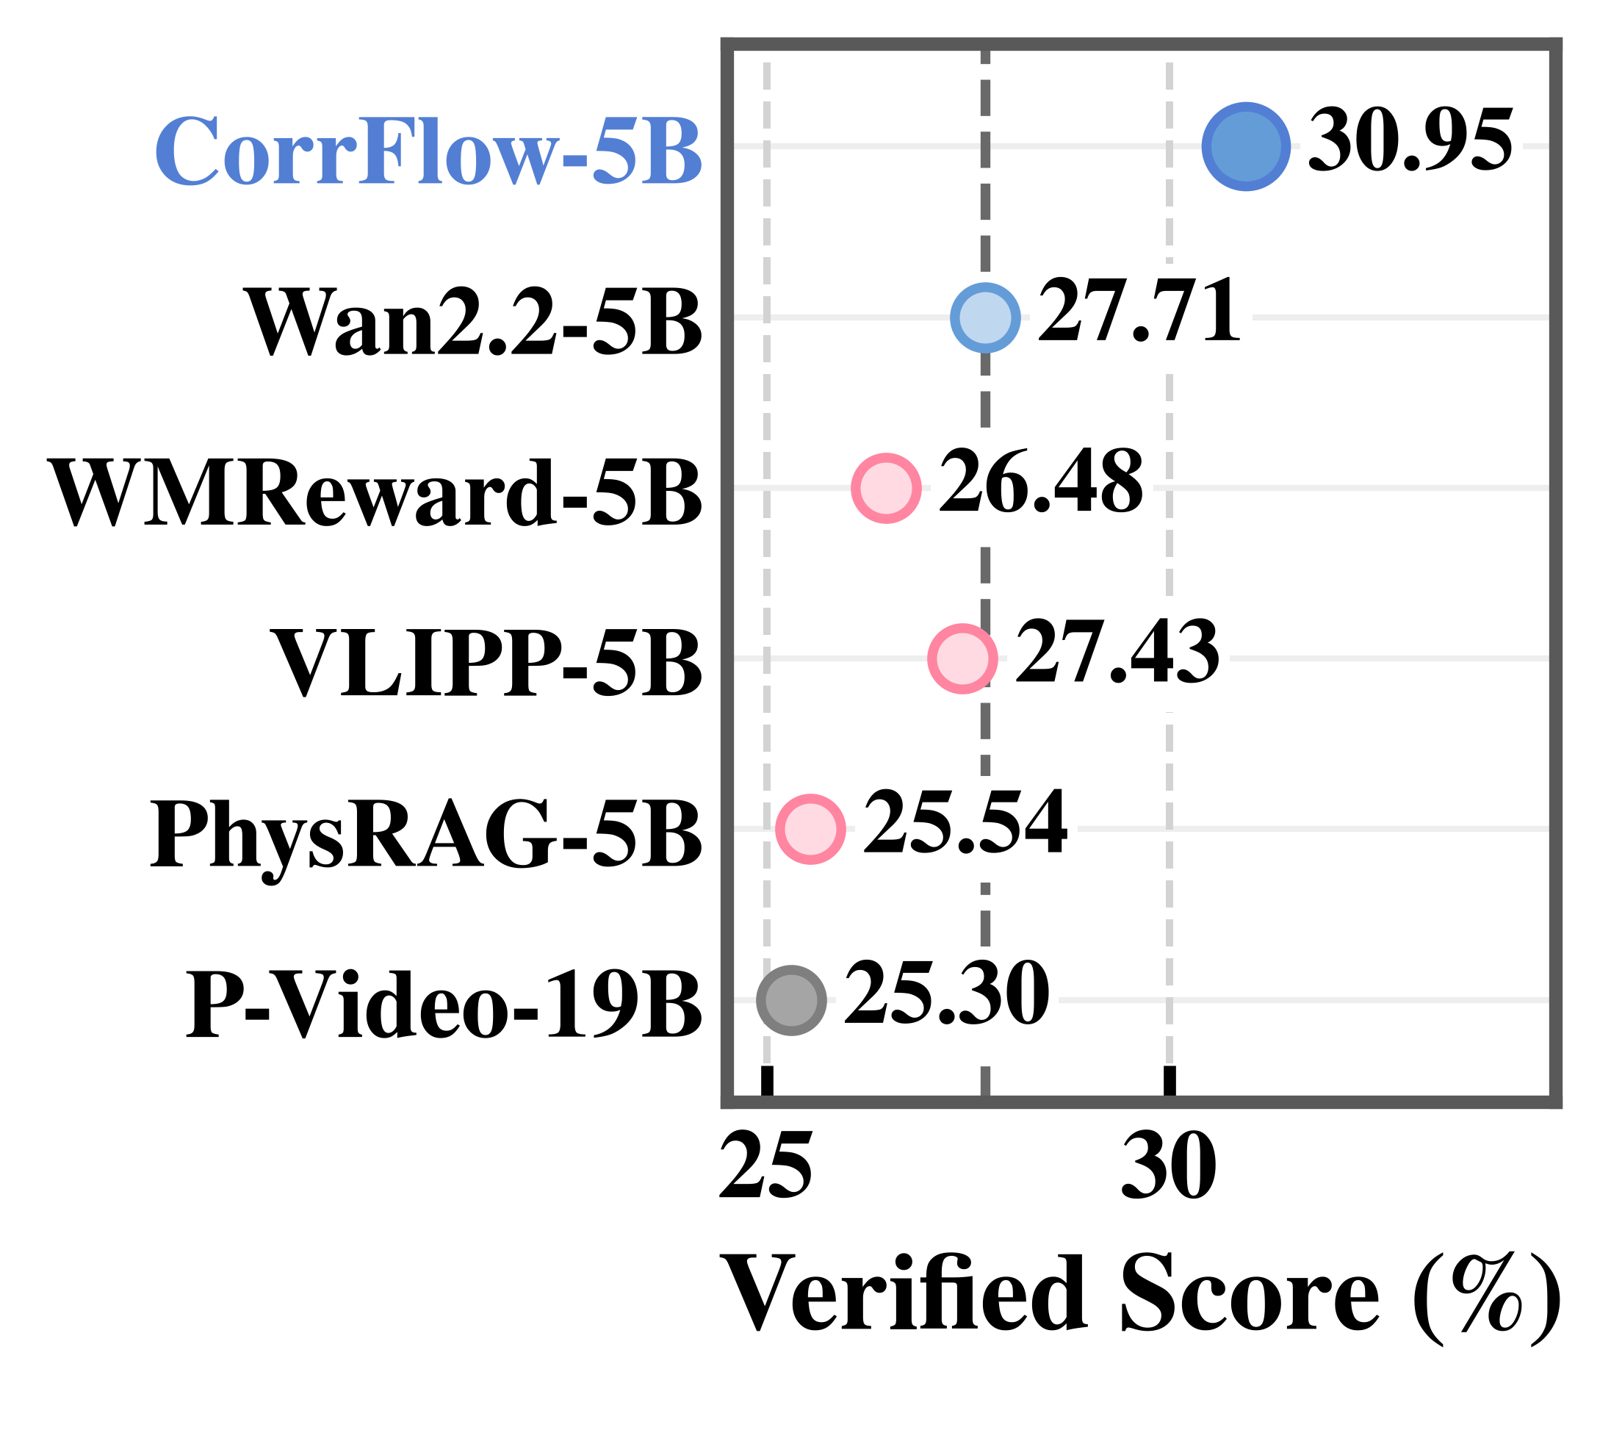 CorrFlow-5B 30.95
Wan2.2-5B 27.71
WMReward-5B 26.48
VLIPP-5B 27.43
PhysRAG-5B 25.54
P-Video-19B 25.30
25 30
Verified Score (%)